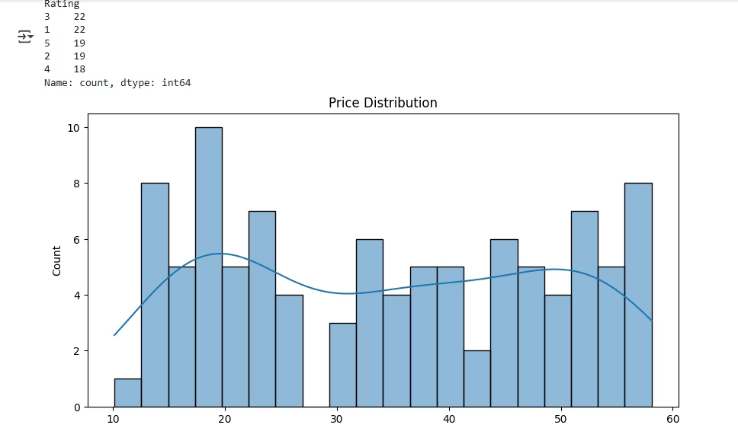 Rating
3 22
1 22
5 19
2 19
4 18
Name: count, dtype: int64
Price Distribution
10
8
6
4
2
0
Count
10 20 30 40 50 60